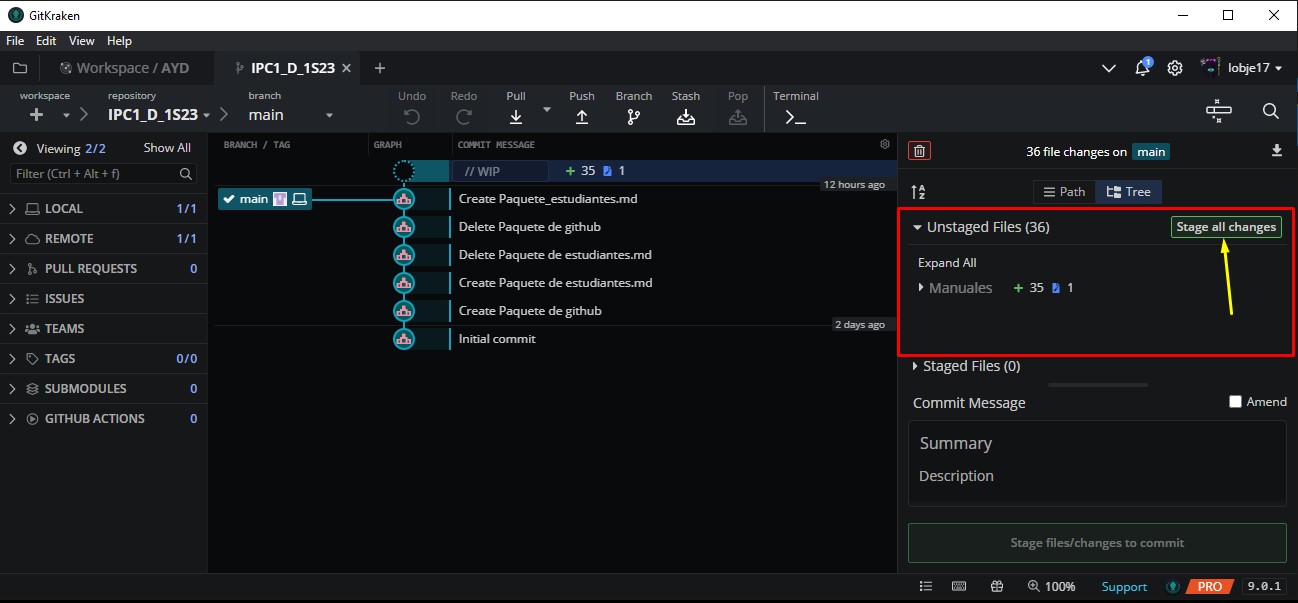 GitKraken
File Edit View Help
Workspace / AYD
IPC1_D_1S23
1
lobje17
workspace
repository
IPC1_D_1S23
branch
main
Undo
Redo
Pull
Push
Branch
Stash
Pop
Terminal
Viewing 2/2
Show All
Filter (Ctrl + Alt + f)
LOCAL 1/1
REMOTE 1/1
PULL REQUESTS 0
ISSUES
TEAMS
TAGS 0/0
SUBMODULES 0
GITHUB ACTIONS 0
BRANCH / TAG
GRAPH
COMMIT MESSAGE
// WIP
35 1
12 hours ago
main
Create Paquete_estudiantes.md
Delete Paquete de github
Delete Paquete de estudiantes.md
Create Paquete de estudiantes.md
Create Paquete de github
2 days ago
Initial commit
36 file changes on main
Path
Tree
Unstaged Files (36)
Stage all changes
Expand All
Manuales + 35 1
Staged Files (0)
Commit Message
Amend
Summary
Description
Stage files/changes to commit
100%
Support
PRO
9.0.1